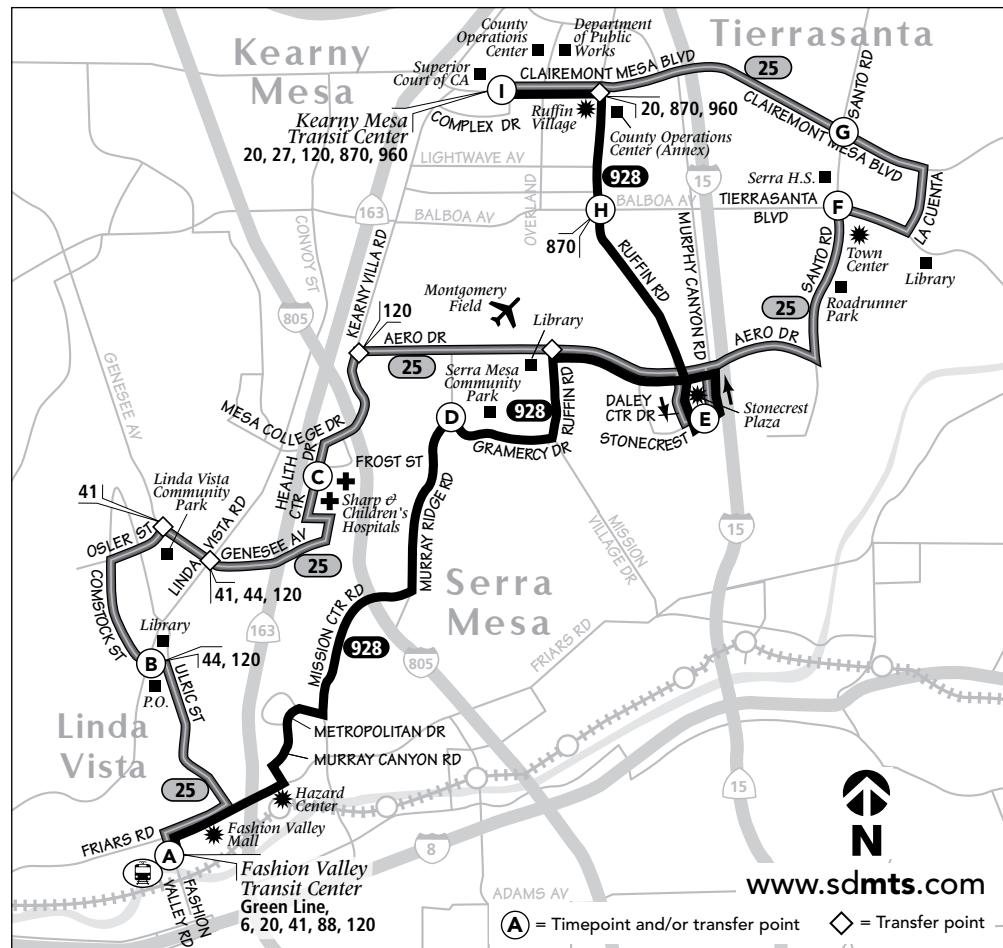 Kearny
Mesa
Tierrasanta
County
Operations
Center
Department
of Public
Works
Superior
Court of CA
I
CLAIREMONT MESA BLVD
25
SANTO RD
COMPLEX DR
Ruffin
Village
20, 870, 960
Kearny Mesa
Transit Center
20, 27, 120, 870, 960
County Operations
Center (Annex)
G
CLAIREMONT MESA BLVD
LIGHTWAVE AV
928
15
Serra H.S.
TIERRASANTA
BLVD
F
LA CUENTA
163
BALBOA AV
OVERLAND
H
BALBOA AV
870
CONVOY ST
KEARNY VILLA RD
RUFFIN RD
MURPHY CANYON RD
SANTO RD
Town
Center
Library
Roadrunner
Park
25
805
120
Montgomery
Field
Library
AERO DR
AERO DR
25
GENESEE AV
Serra Mesa
Community
Park
D
928
RUFFIN RD
DALEY
CTR DR
STONECREST
E
Stonecrest
Plaza
MESA COLLEGE DR
GRAMERCY DR
FROST ST
HEALTH
CTR DR
C
Sharp &
Children's
Hospitals
Linda Vista
Community
Park
41
OSLER ST
LINDA VISTA RD
GENESEE AV
25
41, 44, 120
MURRAY RIDGE RD
MISSION
VILLAGE DR
15
COMSTOCK ST
Serra
Mesa
MISSION CTR RD
163
FRIARS RD
Library
B
44, 120
P.O.
ULRIC ST
928
805
Linda
Vista
METROPOLITAN DR
MURRAY CANYON RD
25
Hazard
Center
15
FRIARS RD
Fashion Valley
Mall
8
A
Fashion Valley
Transit Center
Green Line,
6, 20, 41, 88, 120
FASHION
VALLEY RD
ADAMS AV
N
www.sdmts.com
A = Timepoint and/or transfer point
= Transfer point